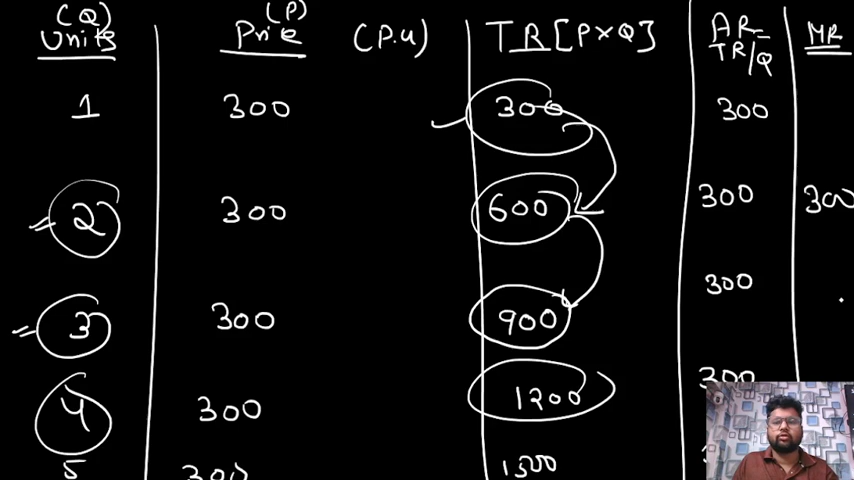 (Q) (P)
Units Price (P.u) TR [P×Q] AR= TR/Q MR
1 300 300 300
2 300 600 300 300
3 300 900 300
4 300 1200 300
5 300 1500